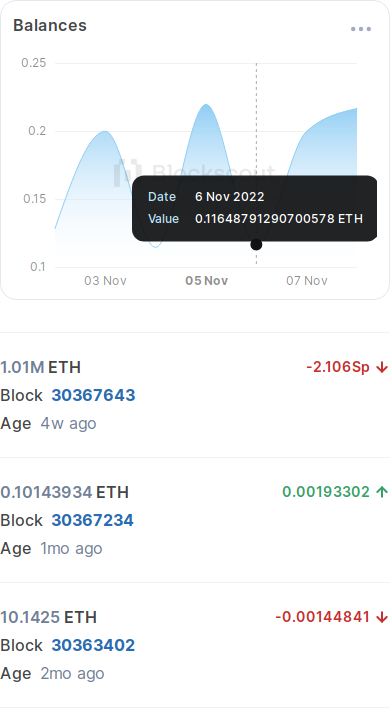 Balances
0.25
0.2
Blockscout
Date 6 Nov 2022
0.15
Value 0.11648791290700578 ETH
0.1
03 Nov 05 Nov 07 Nov
1.01M ETH -2.106Sp
Block 30367643
Age 4w ago
0.10143934 ETH 0.00193302
Block 30367234
Age 1mo ago
10.1425 ETH -0.00144841
Block 30363402
Age 2mo ago